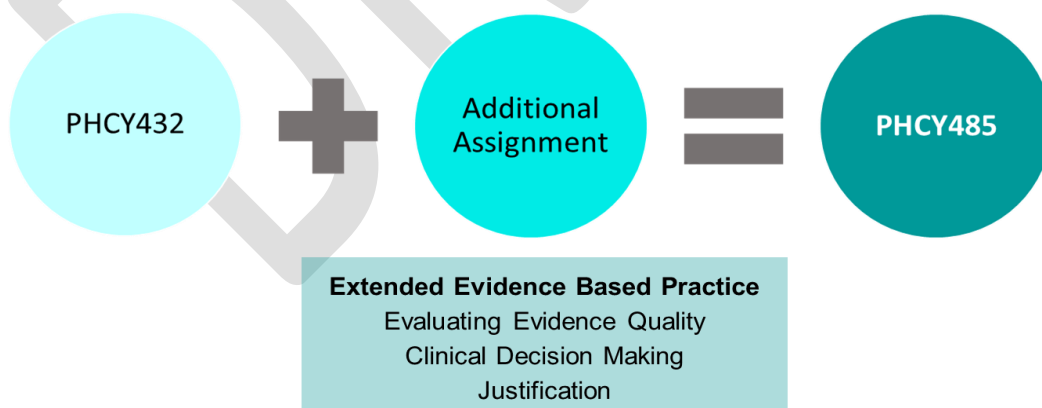 PHCY432
Additional
Assignment
PHCY485
Extended Evidence Based Practice
Evaluating Evidence Quality
Clinical Decision Making
Justification